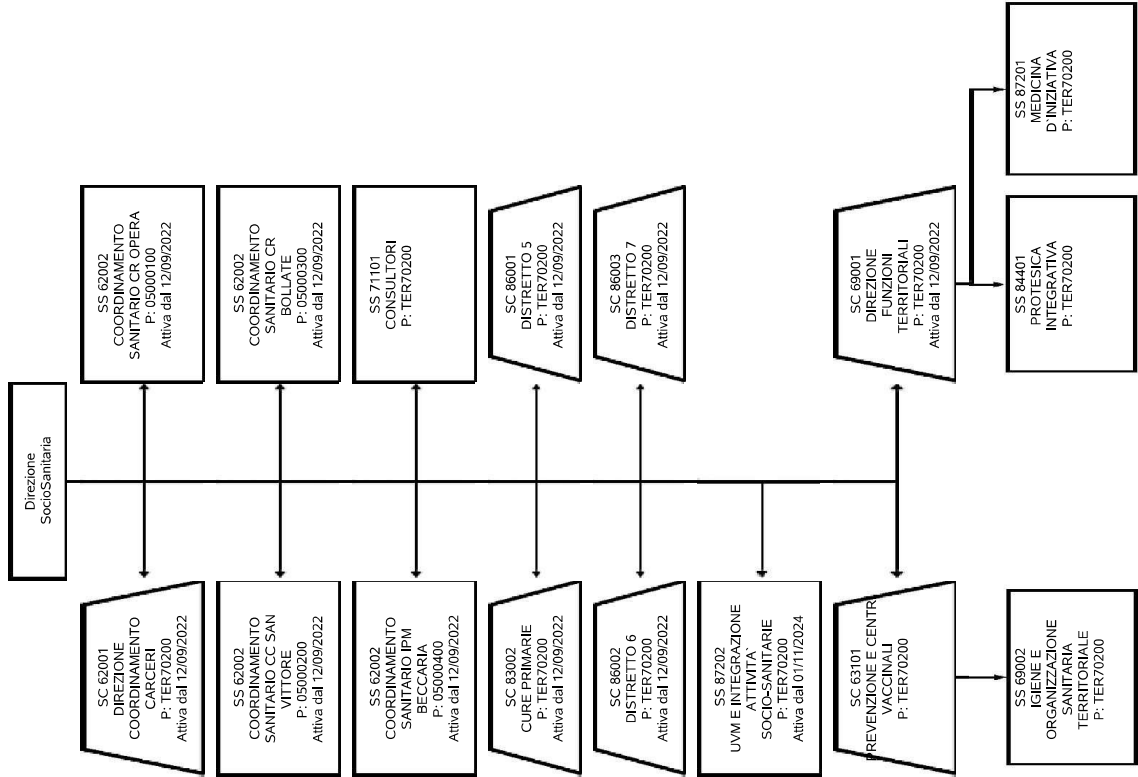 Direzione
SocioSanitaria
SC 62001
DIREZIONE
COORDINAMENTO
CARCERI
P: TER70200
Attiva dal 12/09/2022
SS 62002
COORDINAMENTO
SANITARIO CR OPERA
P: 05000100
Attiva dal 12/09/2022
SS 62002
COORDINAMENTO
SANITARIO CC SAN
VITTORE
P: 05000200
Attiva dal 12/09/2022
SS 62002
COORDINAMENTO
SANITARIO CR
BOLLATE
P: 05000300
Attiva dal 12/09/2022
SS 62002
COORDINAMENTO
SANITARIO IPM
BECCARIA
P: 05000400
Attiva dal 12/09/2022
SS 71101
CONSULTORI
P: TER70200
SC 83002
CURE PRIMARIE
P: TER70200
Attiva dal 12/09/2022
SC 86001
DISTRETTO 5
P: TER70200
Attiva dal 12/09/2022
SC 86002
DISTRETTO 6
P: TER70200
Attiva dal 12/09/2022
SC 86003
DISTRETTO 7
P: TER70200
Attiva dal 12/09/2022
SS 87202
UVM E INTEGRAZIONE
ATTIVITA`
SOCIO-SANITARIE
P: TER70200
Attiva dal 01/11/2024
SC 63101
PREVENZIONE E CENTRI
VACCINALI
P: TER70200
SC 69001
DIREZIONE
FUNZIONI
TERRITORIALI
P: TER70200
Attiva dal 12/09/2022
SS 69002
IGIENE E
ORGANIZZAZIONE
SANITARIA
TERRITORIALE
P: TER70200
SS 84401
PROTESICA
INTEGRATIVA
P: TER70200
SS 87201
MEDICINA
D`INIZIATIVA
P: TER70200